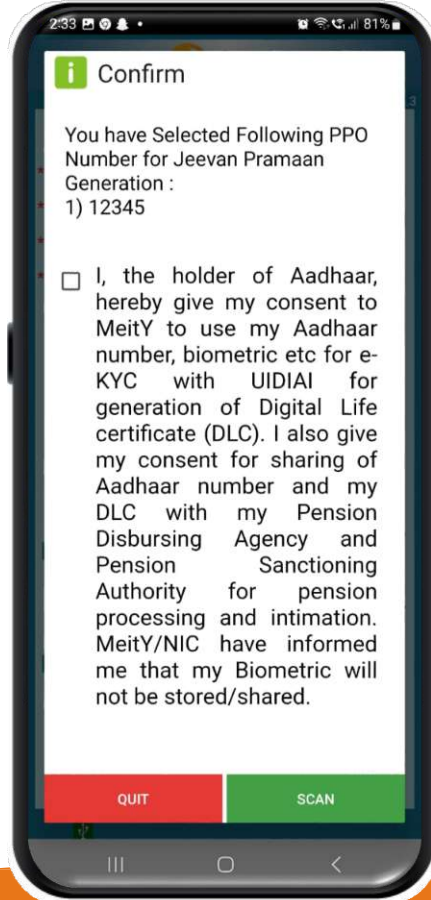 2:33
81%
i Confirm
You have Selected Following PPO
Number for Jeevan Pramaan
Generation :
1) 12345
I, the holder of Aadhaar,
hereby give my consent to
MeitY to use my Aadhaar
number, biometric etc for e-
KYC with UIDIAI for
generation of Digital Life
certificate (DLC). I also give
my consent for sharing of
Aadhaar number and my
DLC with my Pension
Disbursing Agency and
Pension Sanctioning
Authority for pension
processing and intimation.
MeitY/NIC have informed
me that my Biometric will
not be stored/shared.
QUIT
SCAN